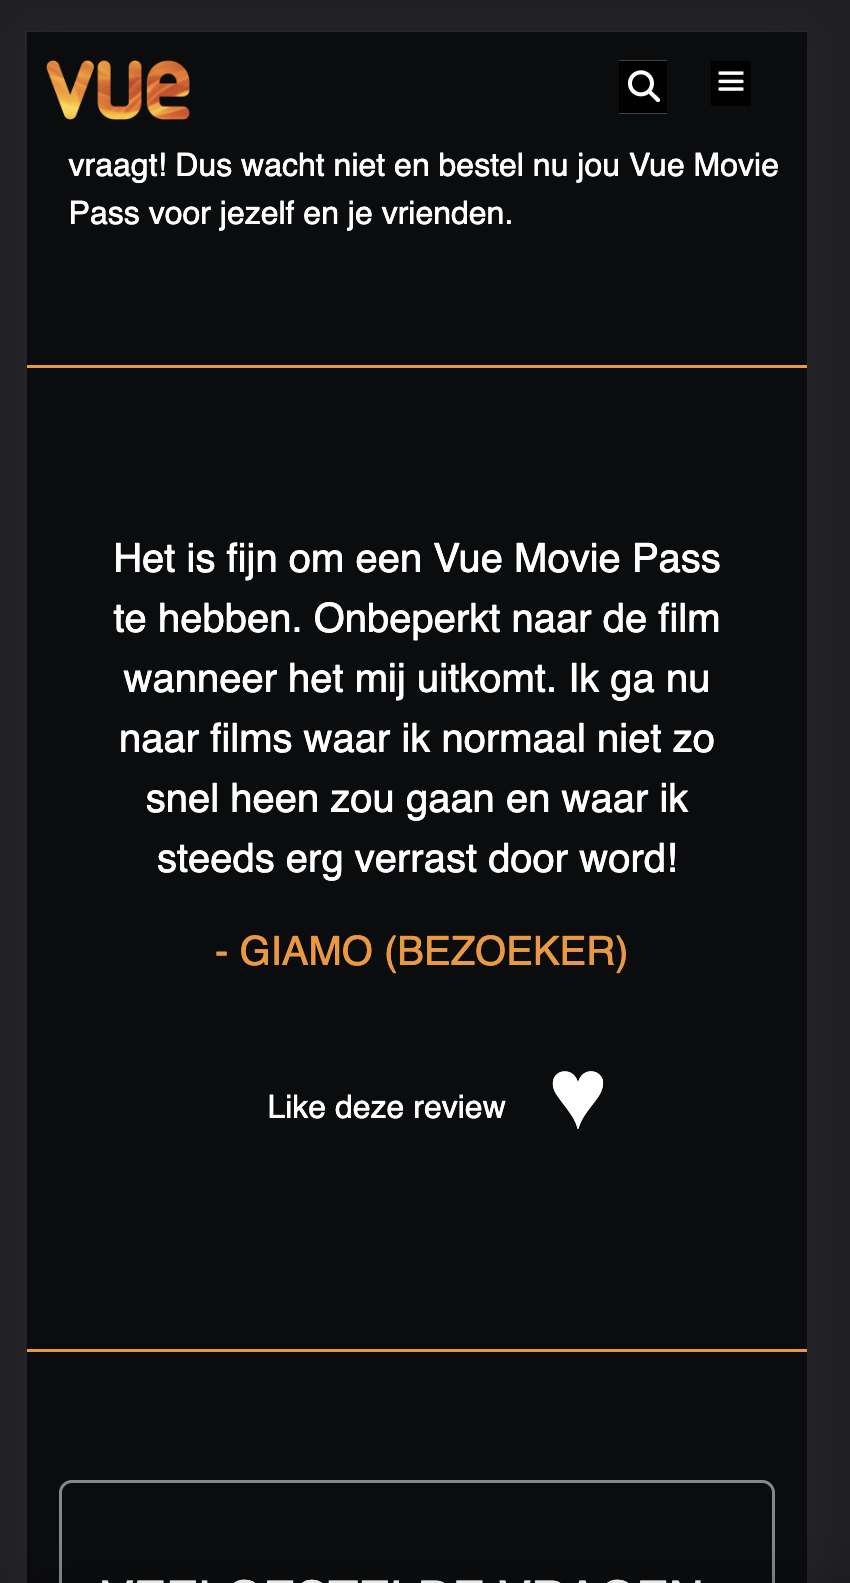 vue
vraagt! Dus wacht niet en bestel nu jou Vue Movie
Pass voor jezelf en je vrienden.
Het is fijn om een Vue Movie Pass
te hebben. Onbeperkt naar de film
wanneer het mij uitkomt. Ik ga nu
naar films waar ik normaal niet zo
snel heen zou gaan en waar ik
steeds erg verrast door word!
- GIAMO (BEZOEKER)
Like deze review
VEELGESTELDE VRAGEN